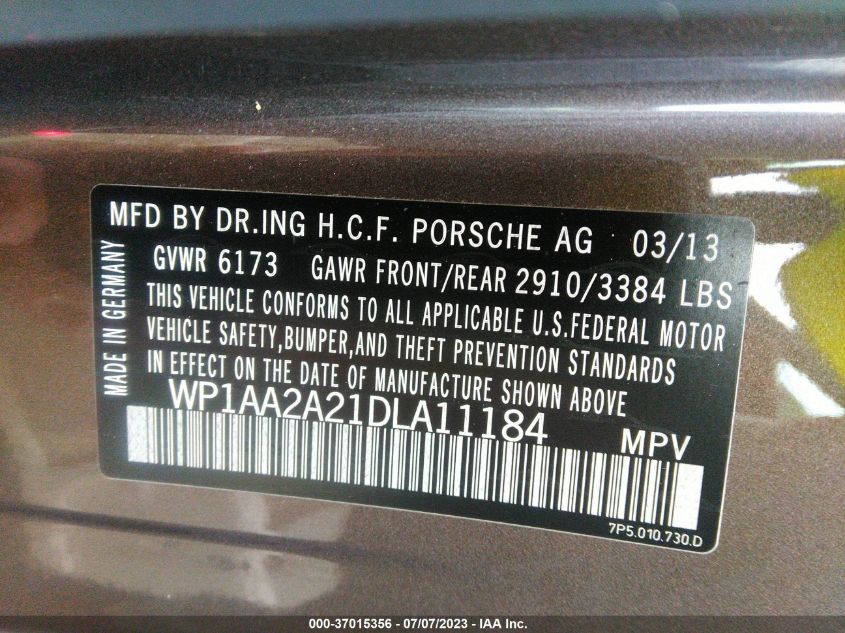 MFD BY DR.ING H.C.F. PORSCHE AG 03/13
GVWR 6173 GAWR FRONT/REAR 2910/3384 LBS
THIS VEHICLE CONFORMS TO ALL APPLICABLE U.S.FEDERAL MOTOR
VEHICLE SAFETY,BUMPER,AND THEFT PREVENTION STANDARDS
IN EFFECT ON THE DATE OF MANUFACTURE SHOWN ABOVE
MADE IN GERMANY
WP1AA2A21DLA11184 MPV
7P5.010.730.D
000-37015356 - 07/07/2023 - IAA Inc.